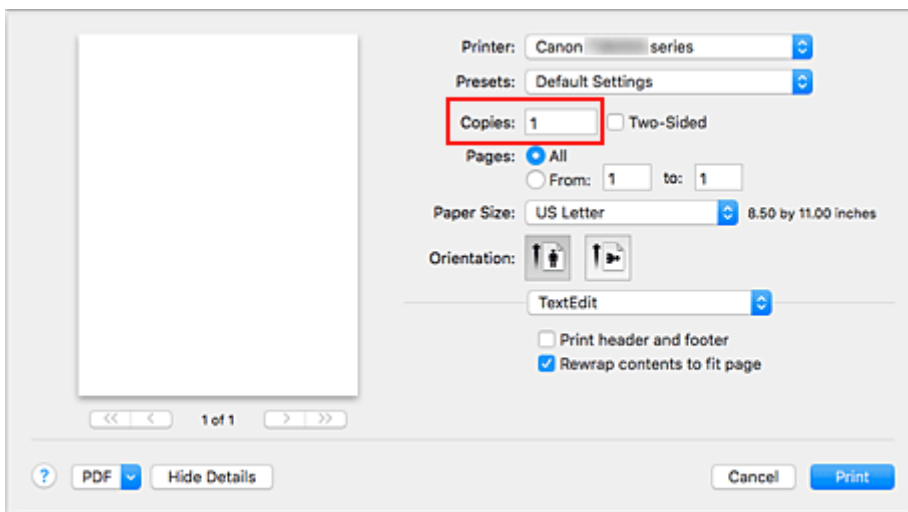 Printer: Canon series
Presets: Default Settings
Copies: 1 Two-Sided
Pages: All
From: 1 to: 1
Paper Size: US Letter 8.50 by 11.00 inches
Orientation:
TextEdit
Print header and footer
Rewrap contents to fit page
<< < 1 of 1 > >>
? PDF Hide Details Cancel Print